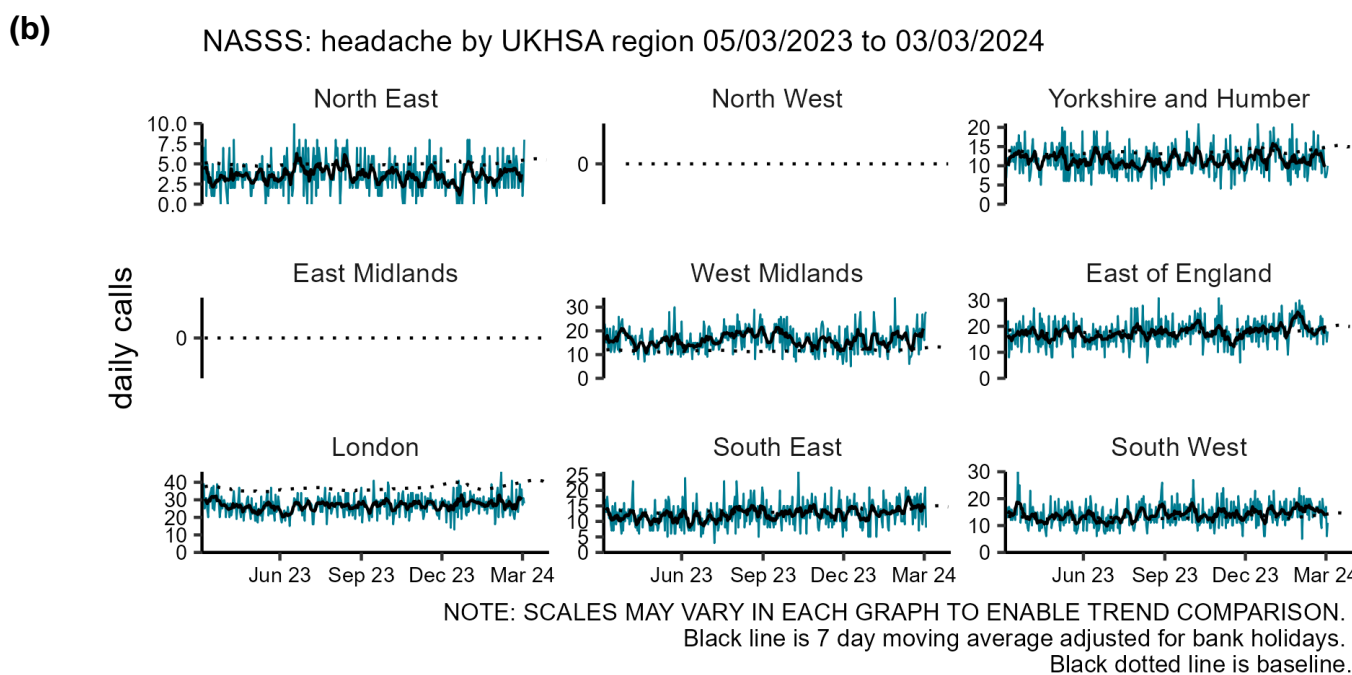 (b)
NASSS: headache by UKHSA region 05/03/2023 to 03/03/2024
North East
North West
Yorkshire and Humber
10.0
7.5
5.0
2.5
0.0
0
20
15
10
5
0
daily calls
East Midlands
West Midlands
East of England
0
30
20
10
0
30
20
10
0
London
South East
South West
40
30
20
10
0
25
20
15
10
5
0
30
20
10
0
Jun 23 Sep 23 Dec 23 Mar 24
Jun 23 Sep 23 Dec 23 Mar 24
Jun 23 Sep 23 Dec 23 Mar 24
NOTE: SCALES MAY VARY IN EACH GRAPH TO ENABLE TREND COMPARISON.
Black line is 7 day moving average adjusted for bank holidays.
Black dotted line is baseline.